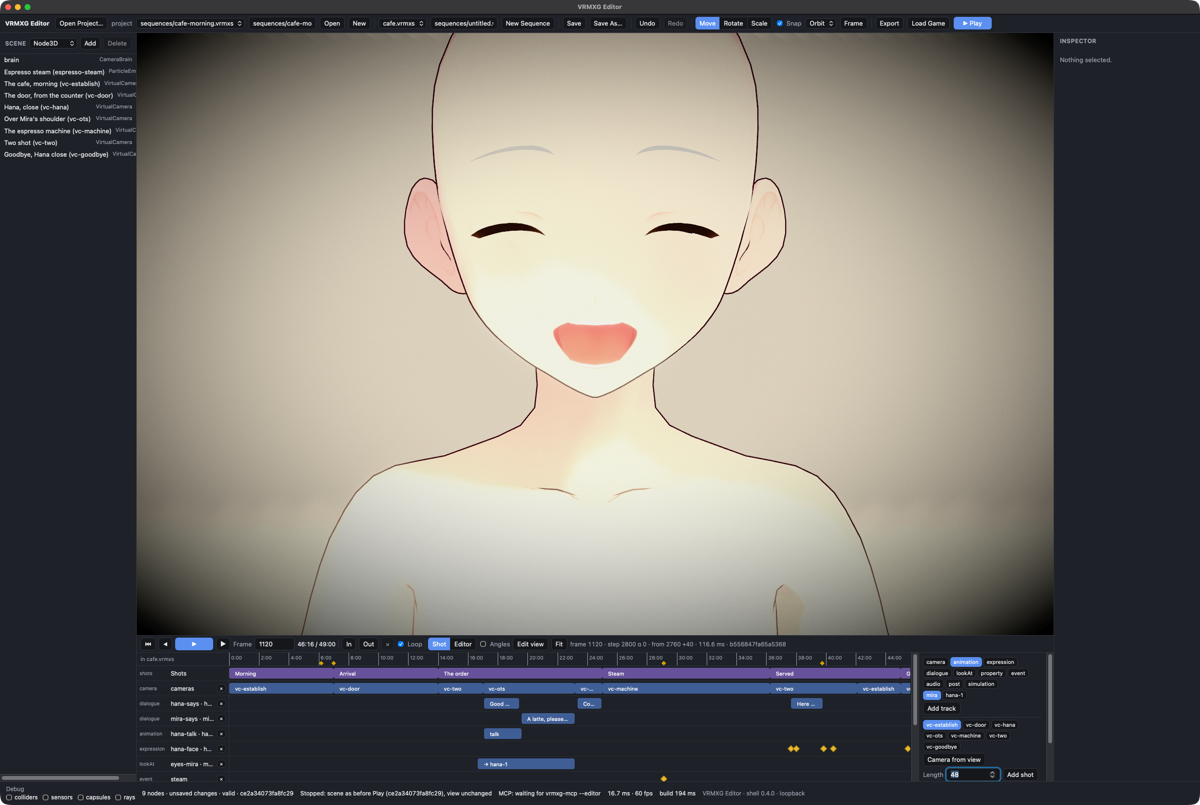 VRMXG Editor
VRMXG Editor Open Project... project sequences/cafe-morning.vrmxs sequences/cafe-mo Open New cafe.vrmxs sequences/untitled. New Sequence Save Save As... Undo Redo Move Rotate Scale Snap Orbit Frame Export Load Game ▶ Play
SCENE Node3D Add Delete
INSPECTOR
Nothing selected.
brain CameraBrain
Espresso steam (espresso-steam) ParticleEm
The cafe, morning (vc-establish) VirtualCame
The door, from the counter (vc-door) VirtualC
Hana, close (vc-hana) VirtualCamera
Over Mira's shoulder (vc-ots) VirtualCamera
The espresso machine (vc-machine) VirtualC
Two shot (vc-two) VirtualCamera
Goodbye, Hana close (vc-goodbye) VirtualCa
Frame 1120 46:16 / 49:00 In Out × Loop Shot Editor Angles Edit view Fit frame 1120 · step 2800 α 0 · from 2760 +40 · 116.6 ms · b556847fa65a5368
in cafe.vrmxs 0:00 2:00 4:00 6:00 8:00 10:00 12:00 14:00 16:00 18:00 20:00 22:00 24:00 26:00 28:00 30:00 32:00 34:00 36:00 38:00 40:00 42:00 44:00
shots Shots Morning Arrival The order Steam Served G
camera cameras × vc-establish vc-door vc-two vc-ots vc-... vc-machine vc-two vc-establish
dialogue hana-says · h... × Good ... Co... Here ...
dialogue mira-says · mi... × A latte, please...
animation hana-talk · ha... × talk
expression hana-face · h... ×
lookAt eyes-mira · m... × → hana-1
event steam ×
camera animation expression
dialogue lookAt property event
audio post simulation
mira hana-1
Add track
vc-establish vc-door vc-hana
vc-ots vc-machine vc-two
vc-goodbye
Camera from view
Length 48 Add shot
Debug
colliders sensors capsules rays
9 nodes · unsaved changes · valid · ce2a34073fa8fc29 Stopped: scene as before Play (ce2a34073fa8fc29), view unchanged MCP: waiting for vrmxg-mcp --editor 16.7 ms · 60 fps build 194 ms VRMXG Editor · shell 0.4.0 · loopback